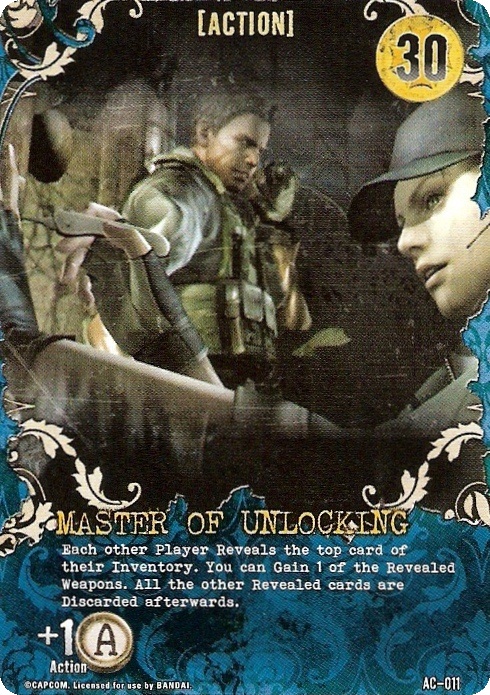 [ACTION]
30
MASTER OF UNLOCKING
Each other Player Reveals the top card of
their Inventory. You can Gain 1 of the Revealed
Weapons. All the other Revealed cards are
Discarded afterwards.
+1 A
Action
©CAPCOM. Licensed for use by BANDAI.
AC-011